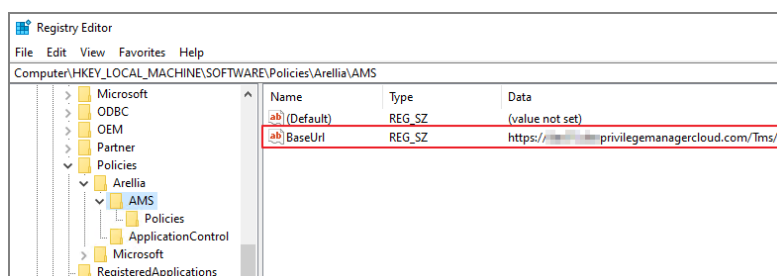 Registry Editor
File Edit View Favorites Help
Computer\HKEY_LOCAL_MACHINE\SOFTWARE\Policies\Arellia\AMS
Microsoft
ODBC
OEM
Partner
Policies
Arellia
AMS
Policies
ApplicationControl
Microsoft
RegisteredApplications
Name Type Data
(Default) REG_SZ (value not set)
BaseUrl REG_SZ https:// privilegemanagercloud.com/Tms/